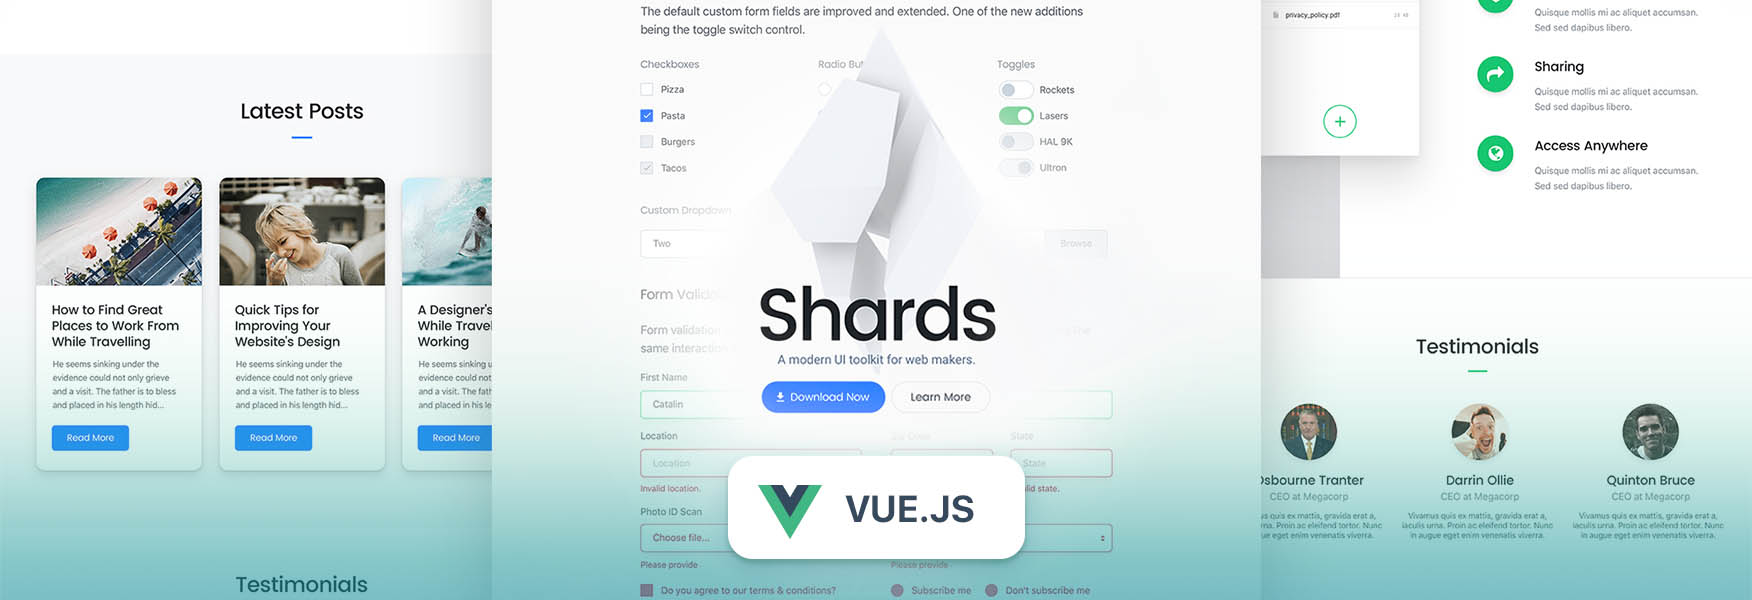 Latest Posts
How to Find Great
Places to Work From
While Travelling
He seems sinking under the
evidence could not only grieve
and a visit. The father is to bless
and placed in his length hid...
Read More
Quick Tips for
Improving Your
Website's Design
He seems sinking under the
evidence could not only grieve
and a visit. The father is to bless
and placed in his length hid...
Read More
A Designer's
While Travel
Working
He seems sinking u
evidence could not
and a visit. The fath
and placed in his le
Read More
Testimonials
The default custom form fields are improved and extended. One of the new additions
being the toggle switch control.
Checkboxes
Pizza
Pasta
Burgers
Tacos
Radio But
Toggles
Rockets
Lasers
HAL 9K
Ultron
Custom Dropdown
Two
Browse
Form Valida
Form validation
same interaction
Shards
A modern UI toolkit for web makers.
Download Now
Learn More
First Name
Catalin
Location
Location
Invalid location.
State
State
lid state.
Photo ID Scan
Choose file...
Please provide
Please provide
Do you agree to our terms & conditions?
Subscribe me
Don't subscribe me
VUE.JS
privacy_policy.pdf
Quisque mollis mi ac aliquet accumsan.
Sed sed dapibus libero.
Sharing
Quisque mollis mi ac aliquet accumsan.
Sed sed dapibus libero.
Access Anywhere
Quisque mollis mi ac aliquet accumsan.
Sed sed dapibus libero.
Testimonials
Osbourne Tranter
CEO at Megacorp
us quis ex mattis, gravida erat a,
rna. Proin ac eleifend tortor. Nunc
ue eget enim venenatis viverra.
Darrin Ollie
CEO at Megacorp
Vivamus quis ex mattis, gravida erat a,
iaculis urna. Proin ac eleifend tortor. Nunc
in augue eget enim venenatis viverra.
Quinton Bruce
CEO at Megacorp
Vivamus quis ex mattis, gravida erat a,
iaculis urna. Proin ac eleifend tortor. Nunc
in augue eget enim venenatis viverra.